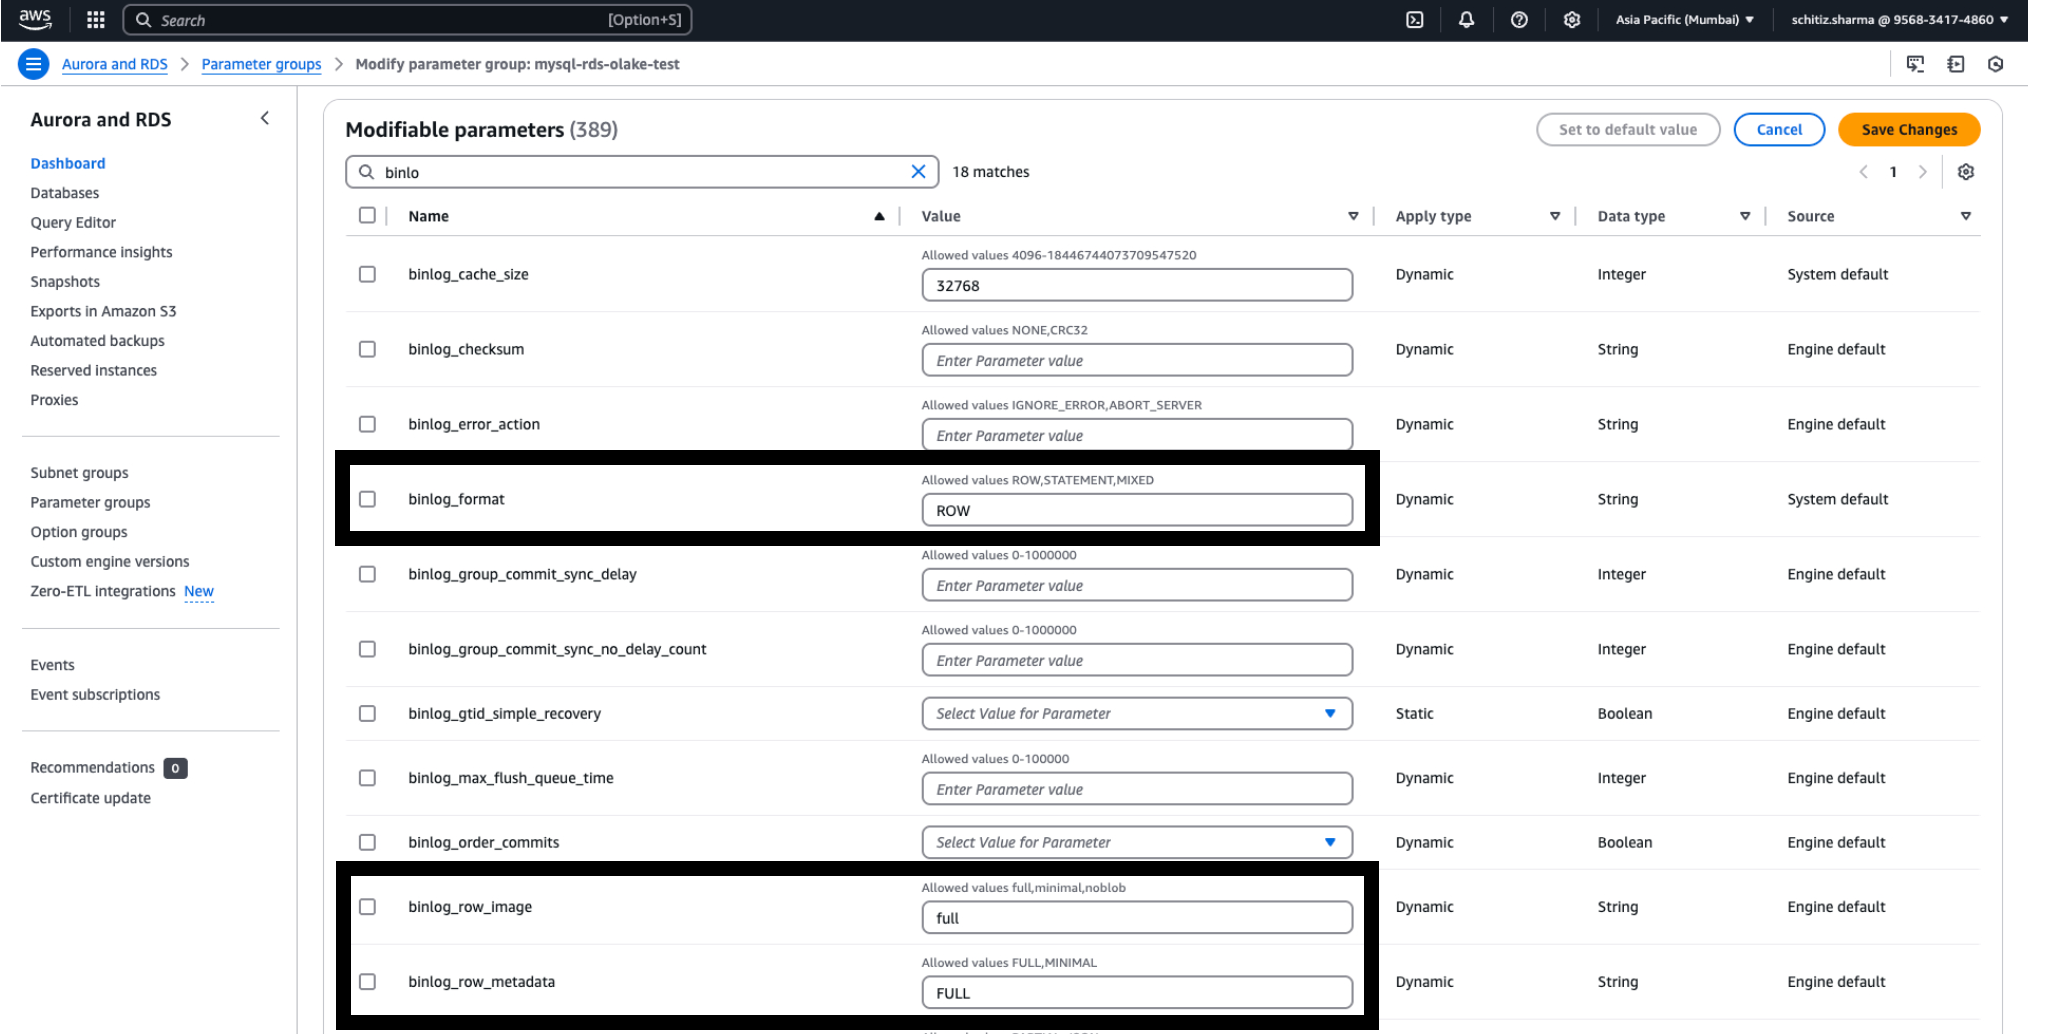 aws
Search [Option+S]
Asia Pacific (Mumbai) ▼ schitiz.sharma @ 9568-3417-4860 ▼
Aurora and RDS > Parameter groups > Modify parameter group: mysql-rds-olake-test
Aurora and RDS
Dashboard
Databases
Query Editor
Performance insights
Snapshots
Exports in Amazon S3
Automated backups
Reserved instances
Proxies
Subnet groups
Parameter groups
Option groups
Custom engine versions
Zero-ETL integrations New
Events
Event subscriptions
Recommendations 0
Certificate update
Modifiable parameters (389)
Set to default value Cancel Save Changes
binlo 18 matches
1
Name Value Apply type Data type Source
Allowed values 4096-18446744073709547520
binlog_cache_size 32768 Dynamic Integer System default
Allowed values NONE,CRC32
binlog_checksum Enter Parameter value Dynamic String Engine default
Allowed values IGNORE_ERROR,ABORT_SERVER
binlog_error_action Enter Parameter value Dynamic String Engine default
Allowed values ROW,STATEMENT,MIXED
binlog_format ROW Dynamic String System default
Allowed values 0-1000000
binlog_group_commit_sync_delay Enter Parameter value Dynamic Integer Engine default
Allowed values 0-1000000
binlog_group_commit_sync_no_delay_count Enter Parameter value Dynamic Integer Engine default
binlog_gtid_simple_recovery Select Value for Parameter Static Boolean Engine default
Allowed values 0-100000
binlog_max_flush_queue_time Enter Parameter value Dynamic Integer Engine default
binlog_order_commits Select Value for Parameter Dynamic Boolean Engine default
Allowed values full,minimal,noblob
binlog_row_image full Dynamic String Engine default
Allowed values FULL,MINIMAL
binlog_row_metadata FULL Dynamic String Engine default